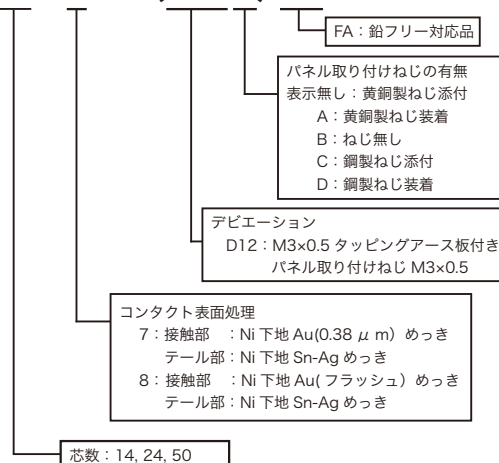 FA：鉛フリー対応品
パネル取り付けねじの有無
表示無し：黄銅製ねじ添付
A：黄銅製ねじ装着
B：ねじ無し
C：鋼製ねじ添付
D：鋼製ねじ装着
デビエーション
D12：M3×0.5 タッピングアース板付き
パネル取り付けねじ M3×0.5
コンタクト表面処理
7：接触部　：Ni 下地 Au(0.38 μ m）めっき
テール部：Ni 下地 Sn-Ag めっき
8：接触部　：Ni 下地 Au( フラッシュ）めっき
テール部：Ni 下地 Sn-Ag めっき
芯数：14, 24, 50